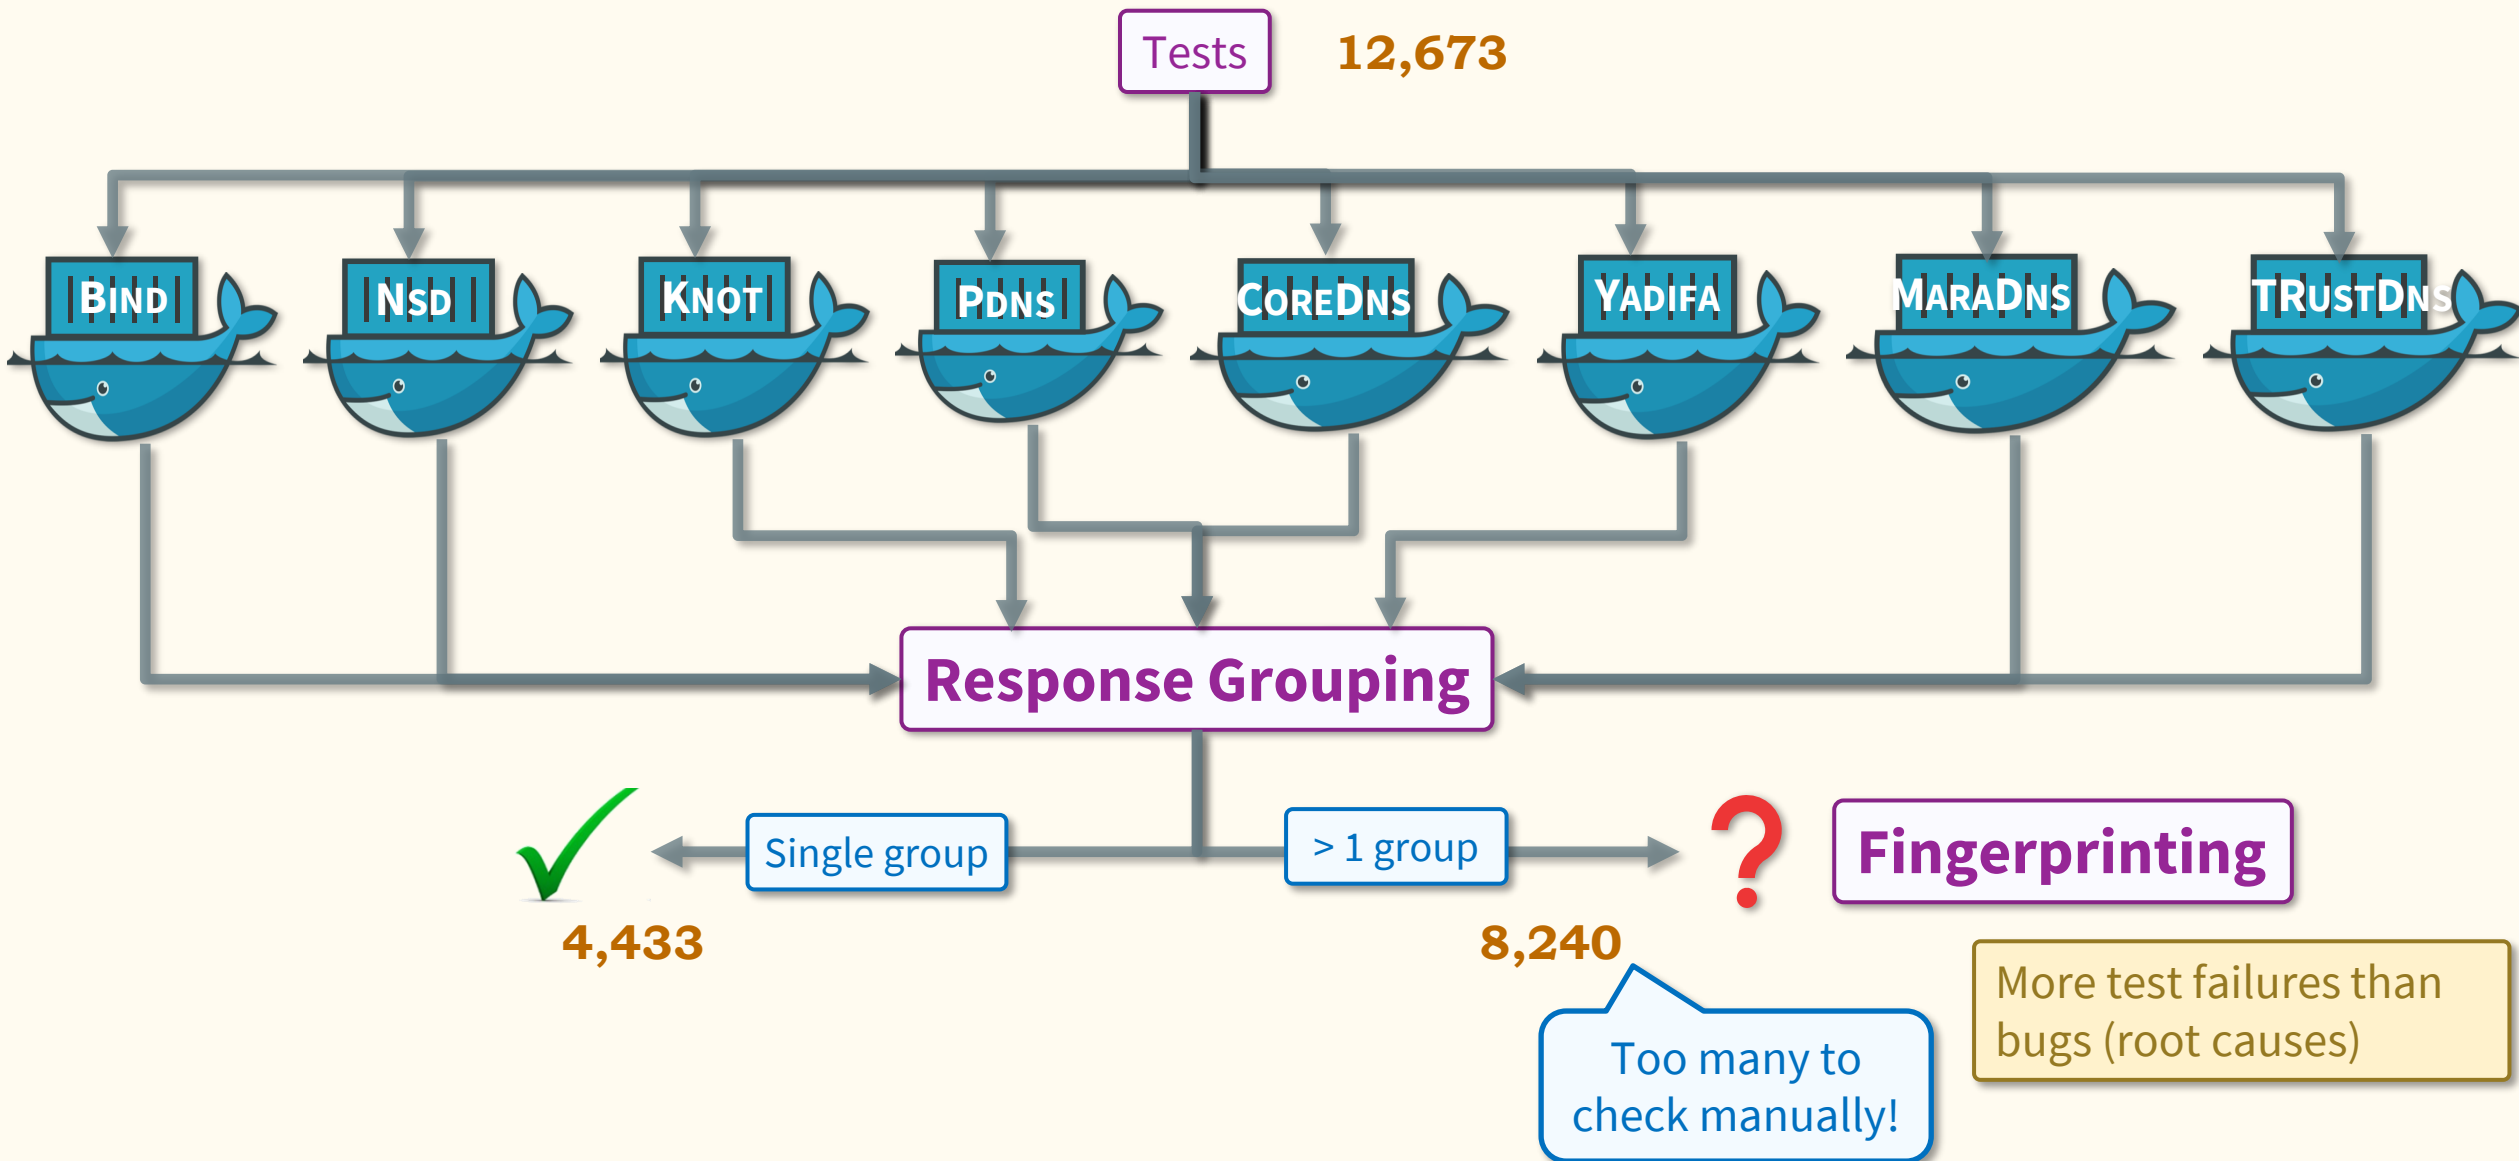 Tests
12,673
BIND
NSD
KNOT
PDNS
COREDNS
YADIFA
MARADNS
TRUSTDNS
Response Grouping
Single group
> 1 group
?
Fingerprinting
4,433
8,240
More test failures than
bugs (root causes)
Too many to
check manually!